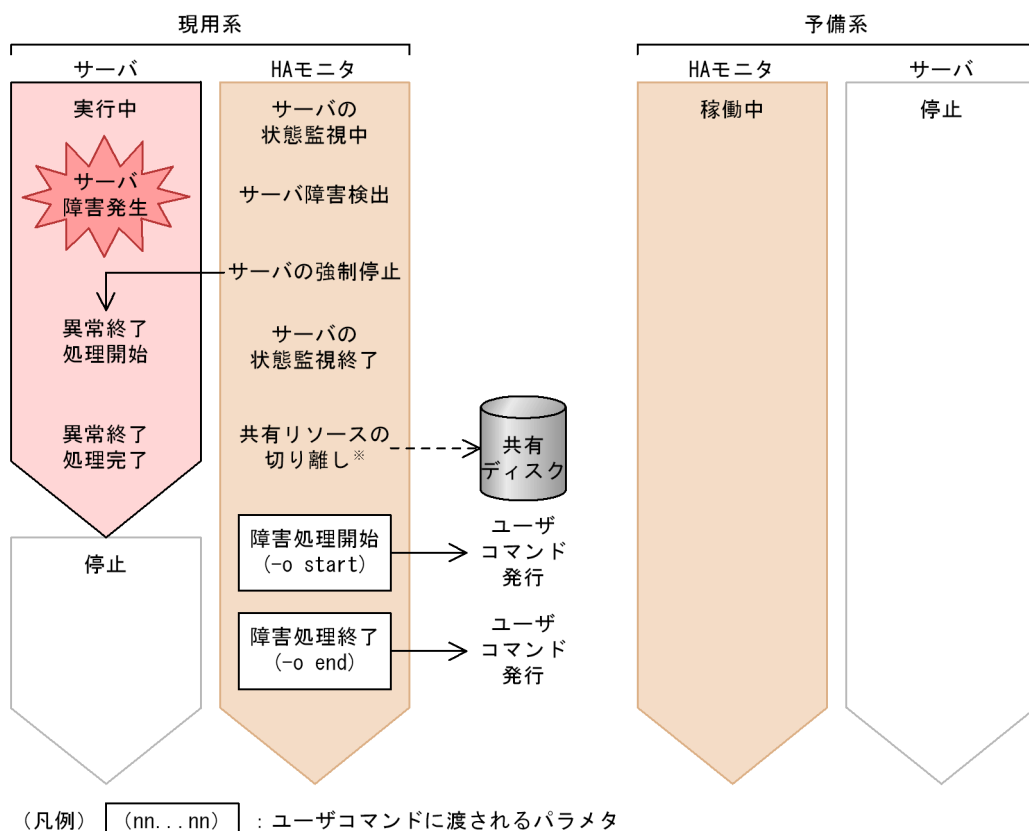 現用系
予備系
サーバ
HAモニタ
HAモニタ
サーバ
実行中
サーバの
状態監視中
稼働中
停止
サーバ
障害発生
サーバ障害検出
サーバの強制停止
異常終了
処理開始
サーバの
状態監視終了
異常終了
処理完了
共有リソースの
切り離し※
共有
ディスク
停止
障害処理開始
(-o start)
ユーザ
コマンド
発行
障害処理終了
(-o end)
ユーザ
コマンド
発行
(凡例) (nn...nn) :ユーザコマンドに渡されるパラメタ